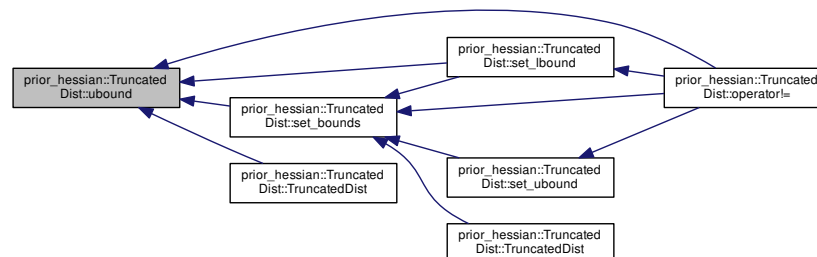 prior_hessian::Truncated
Dist::ubound
prior_hessian::Truncated
Dist::set_bounds
prior_hessian::Truncated
Dist::TruncatedDist
prior_hessian::Truncated
Dist::set_lbound
prior_hessian::Truncated
Dist::set_ubound
prior_hessian::Truncated
Dist::TruncatedDist
prior_hessian::Truncated
Dist::operator!=